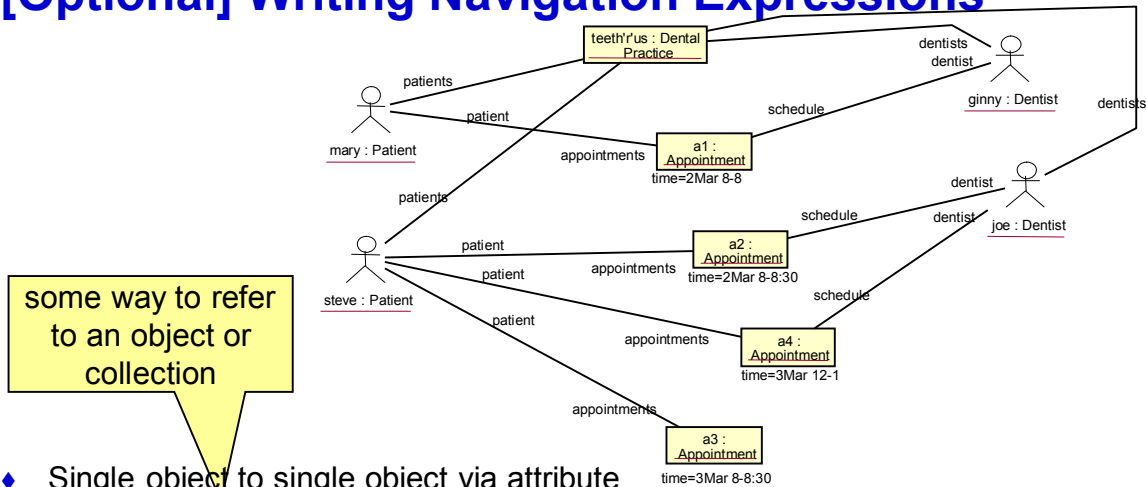 [Optional] Writing Navigation Expressions
teeth'r'us : Dental
Practice
dentists
dentist
patients
ginny : Dentist
dentists
schedule
patient
mary : Patient
appointments
a1 :
Appointment
time=2Mar 8-8
patients
dentist
schedule
dentist
joe : Dentist
patient
a2 :
Appointment
appointments
time=2Mar 8-8:30
patient
schedule
steve : Patient
some way to refer
to an object or
collection
patient
appointments
a4 :
Appointment
time=3Mar 12-1
appointments
a3 :
Appointment
time=3Mar 8-8:30
♦ Single object to single object via attribute